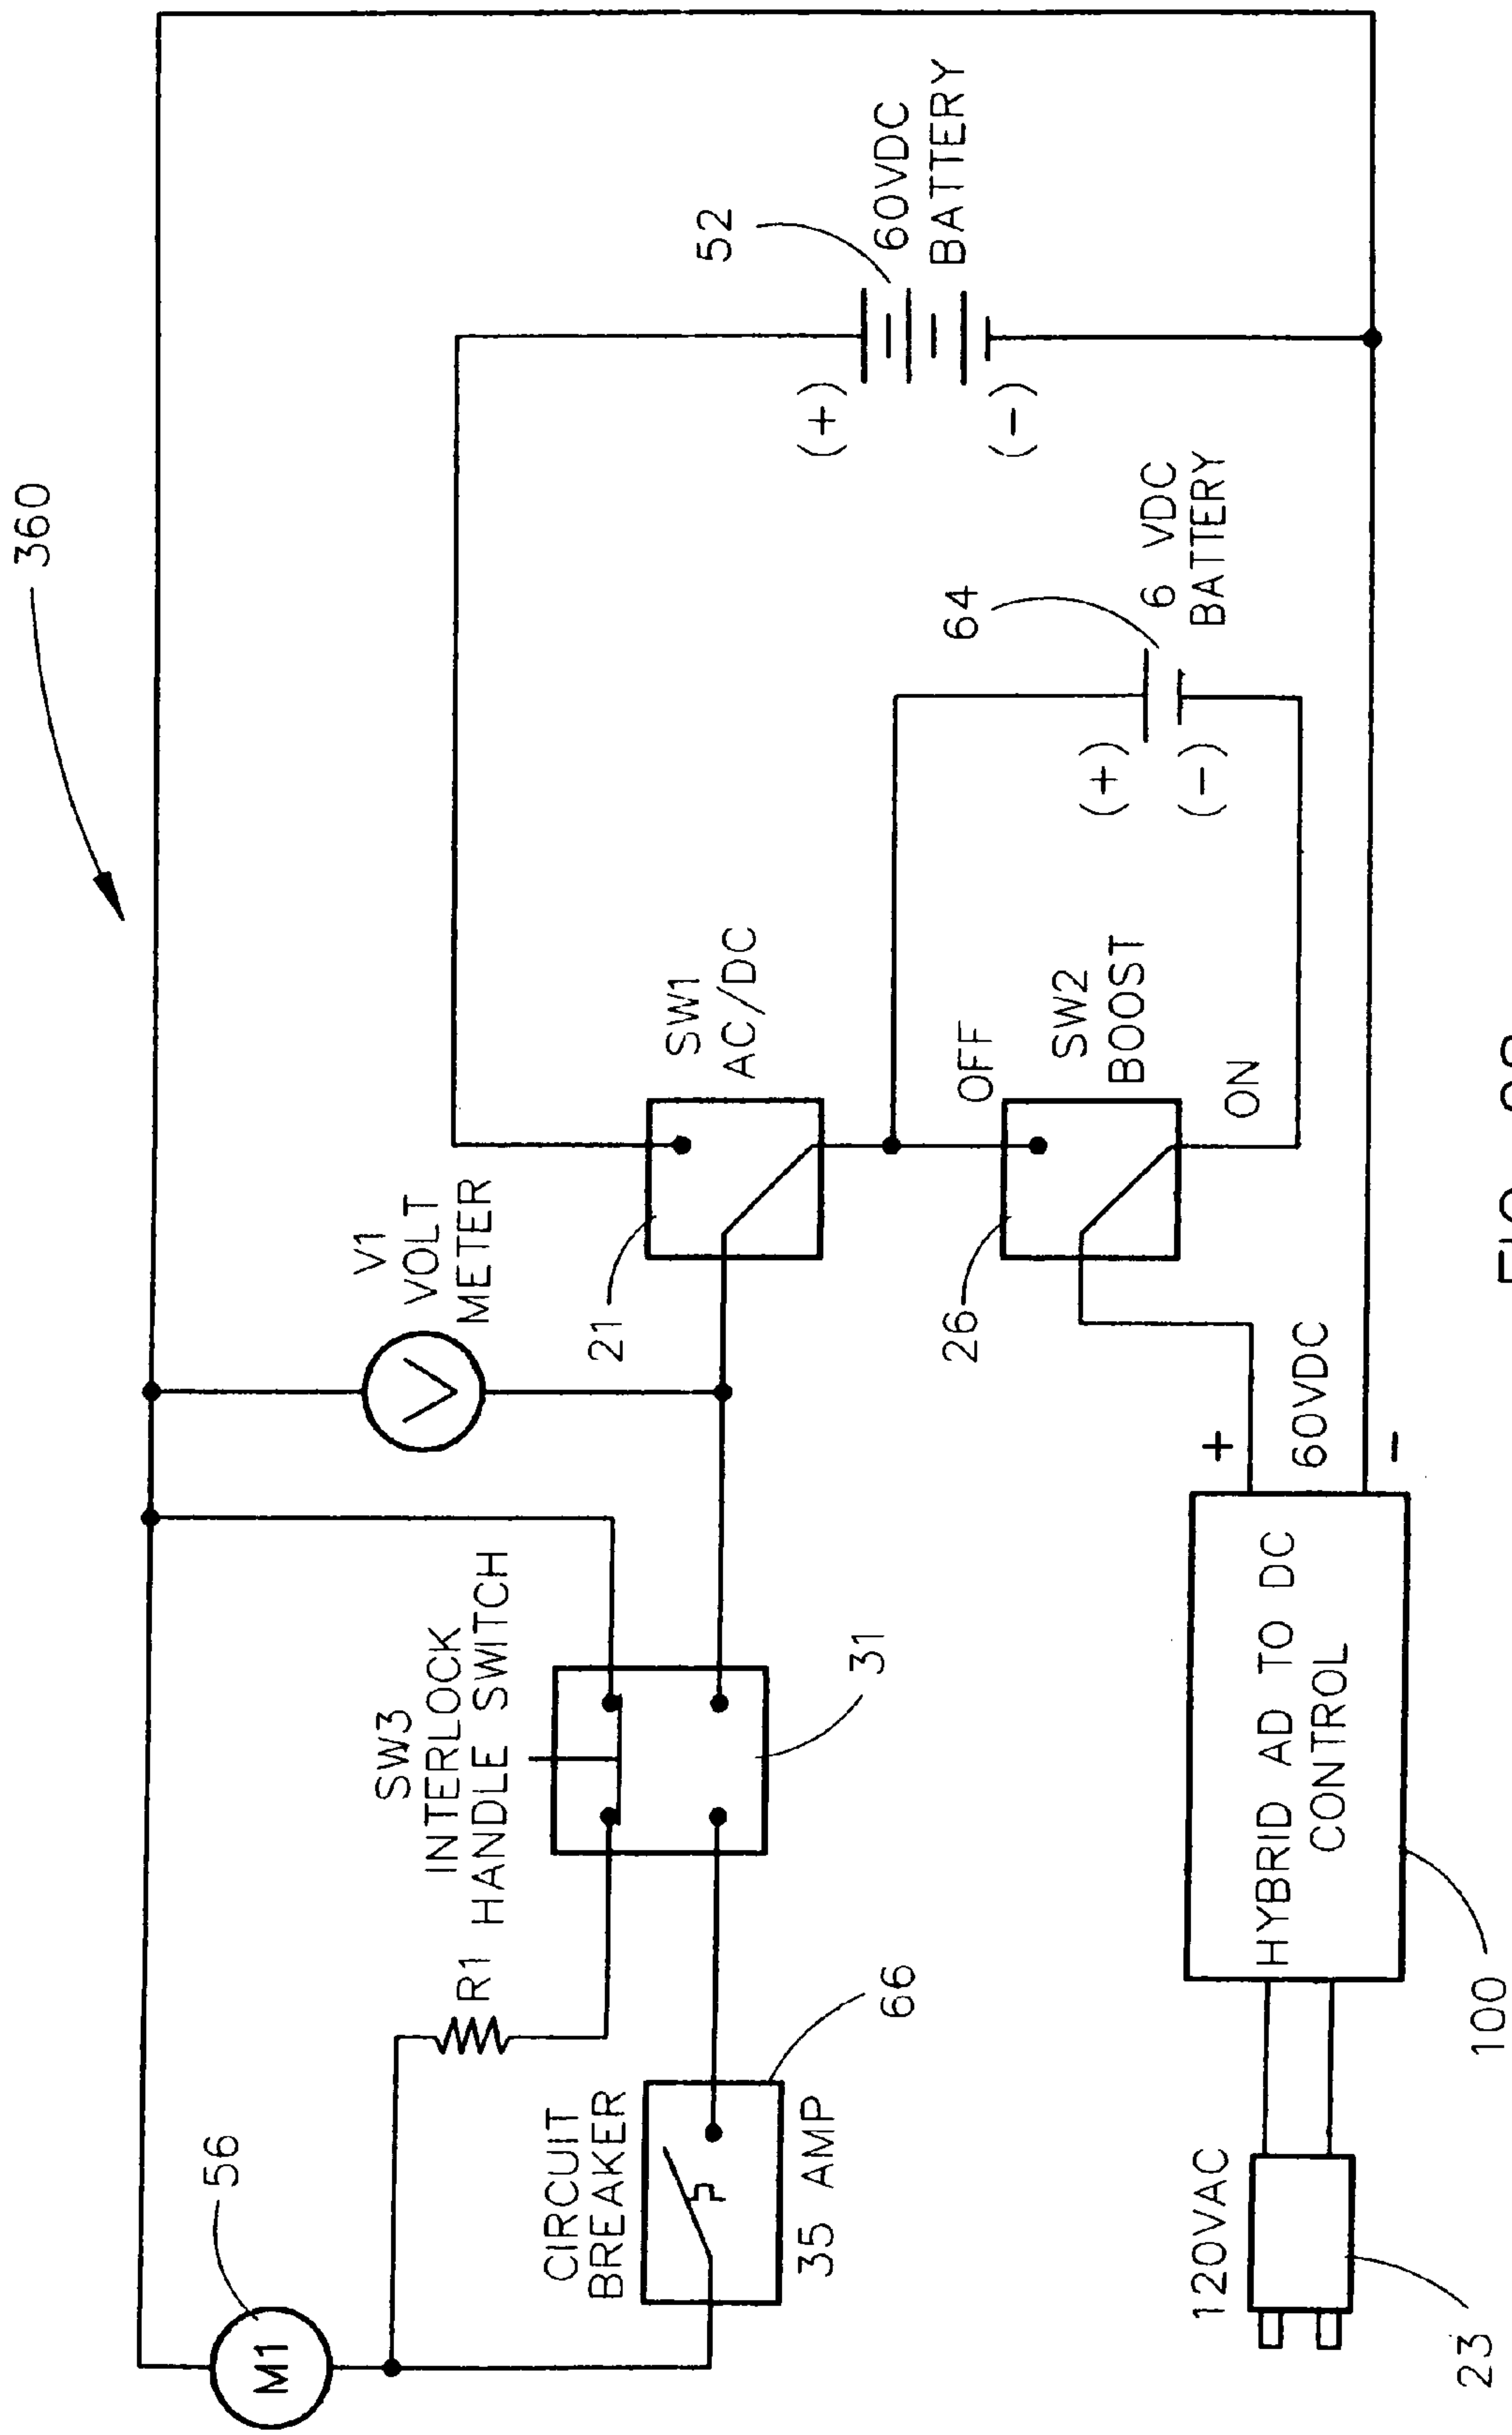 360
56
M1
V1
VOLT
METER
SW3
INTERLOCK
HANDLE SWITCH
R1
CIRCUIT
BREAKER
66
35 AMP
31
21
SW1
AC/DC
52
60VDC
BATTERY
(+)
(-)
26
OFF
SW2
BOOST
ON
64
6 VDC
BATTERY
(+)
(-)
120VAC
23
HYBRID AD TO DC
CONTROL
100
+
60VDC
-
FIG.